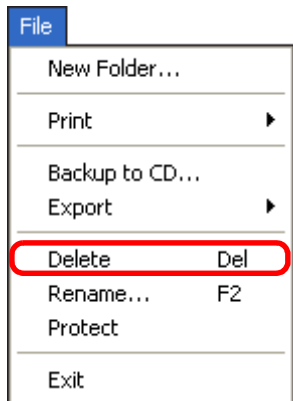 File
New Folder...
Print
Backup to CD...
Export
Delete Del
Rename... F2
Protect
Exit